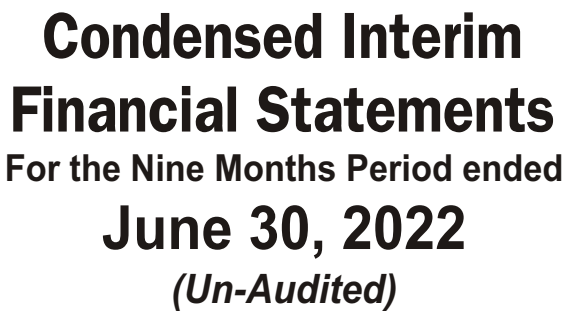 Condensed Interim
Financial Statements
For the Nine Months Period ended
June 30, 2022
(Un-Audited)